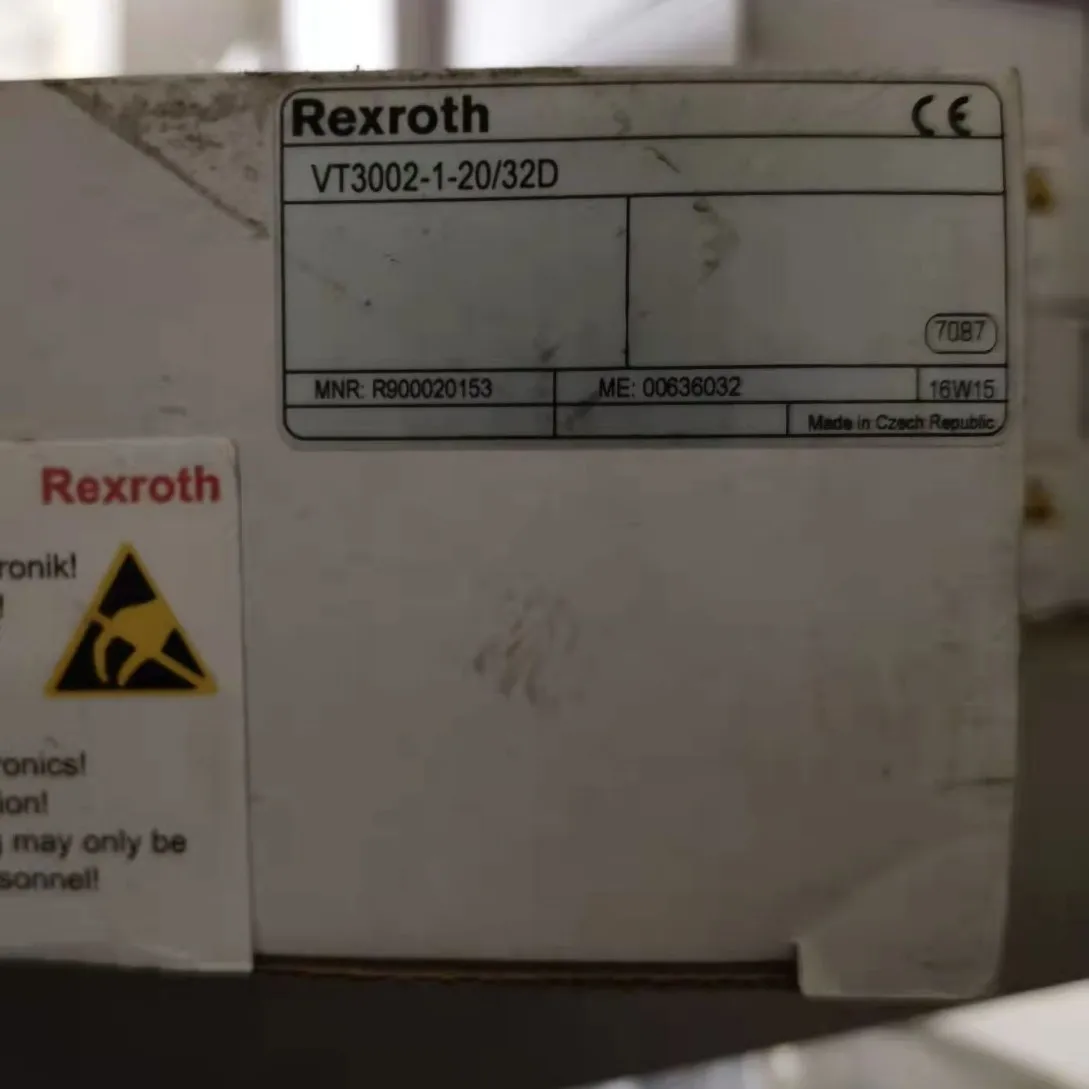 Rexroth CE
VT3002-1-20/32D
7087
MNR: R900020153 ME: 00636032 16W15
Made in Czech Republic
Rexroth
ronik!
!
ronics!
ion!
may only be
sonnel!